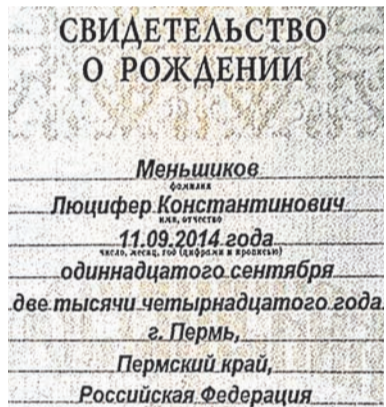 СВИДЕТЕЛЬСТВО
О РОЖДЕНИИ
Меньшиков
фамилия
Люцифер Константинович
имя, отчество
11.09.2014 года
число, месяц, год (цифрами и прописью)
одиннадцатого сентября
две тысячи четырнадцатого года
г. Пермь,
Пермский край,
Российская Федерация